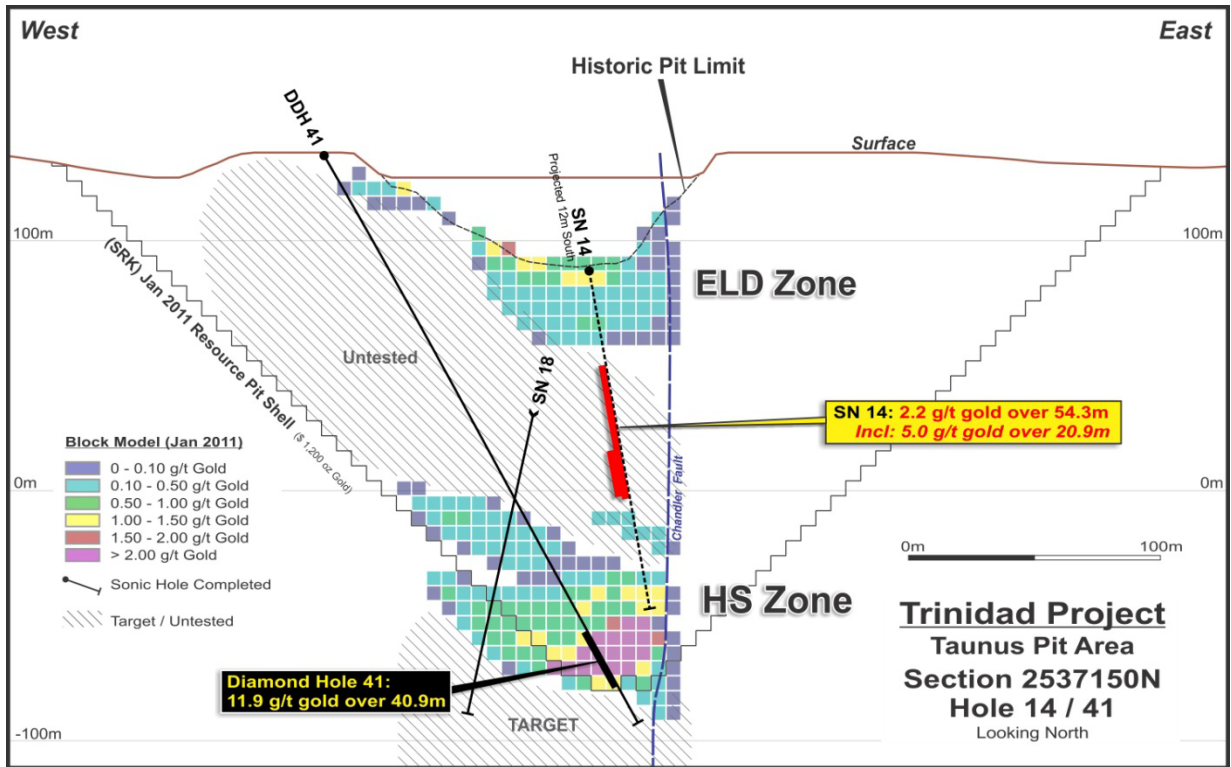 West
East
Historic Pit Limit
DDH 41
Surface
Projected 12m South
SN 14
100m
100m
ELD Zone
(SRK) Jan 2011 Resource Pit Shell
($ 1,200 oz Gold)
Untested
SN 18
SN 14: 2.2 g/t gold over 54.3m
Incl: 5.0 g/t gold over 20.9m
Block Model (Jan 2011)
0 - 0.10 g/t Gold
0.10 - 0.50 g/t Gold
0.50 - 1.00 g/t Gold
1.00 - 1.50 g/t Gold
1.50 - 2.00 g/t Gold
> 2.00 g/t Gold
Sonic Hole Completed
Target / Untested
0m
0m
Chandler Fault
0m
100m
HS Zone
Trinidad Project
Taunus Pit Area
Section 2537150N
Hole 14 / 41
Looking North
Diamond Hole 41:
11.9 g/t gold over 40.9m
TARGET
-100m